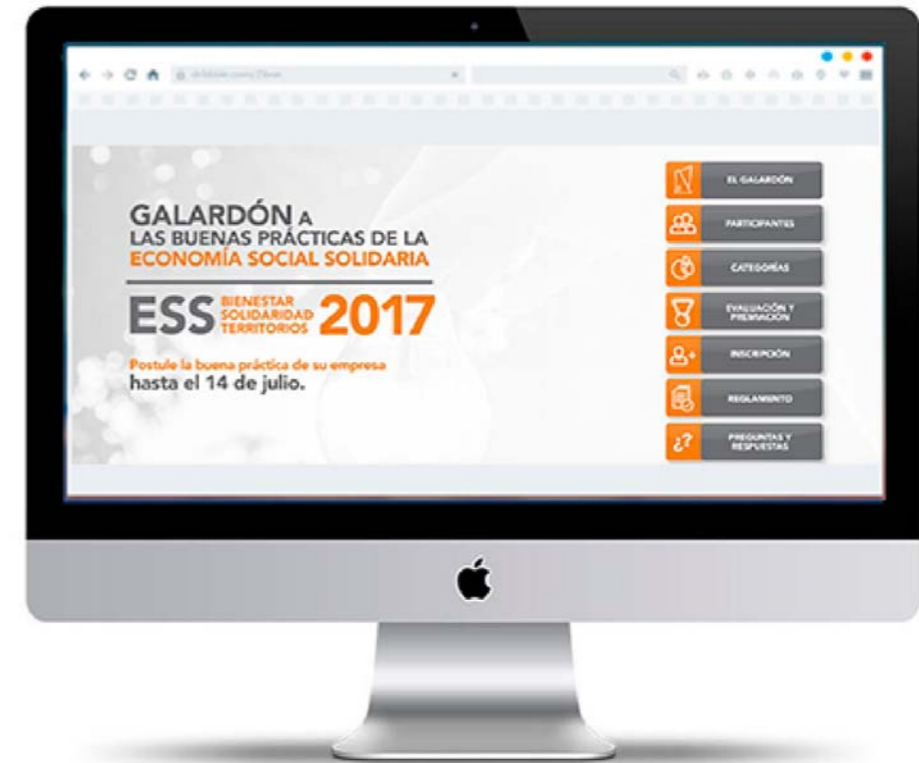 GALARDÓN A
LAS BUENAS PRÁCTICAS DE LA
ECONOMÍA SOCIAL SOLIDARIA
ESS BIENESTAR
SOLIDARIDAD
TERRITORIOS 2017
Postule la buena práctica de su empresa
hasta el 14 de julio.
EL GALARDÓN
PARTICIPANTES
CATEGORÍAS
EVALUACIÓN Y
PREMIACIÓN
INSCRIPCIÓN
REGLAMENTO
¿? PREGUNTAS Y
RESPUESTAS